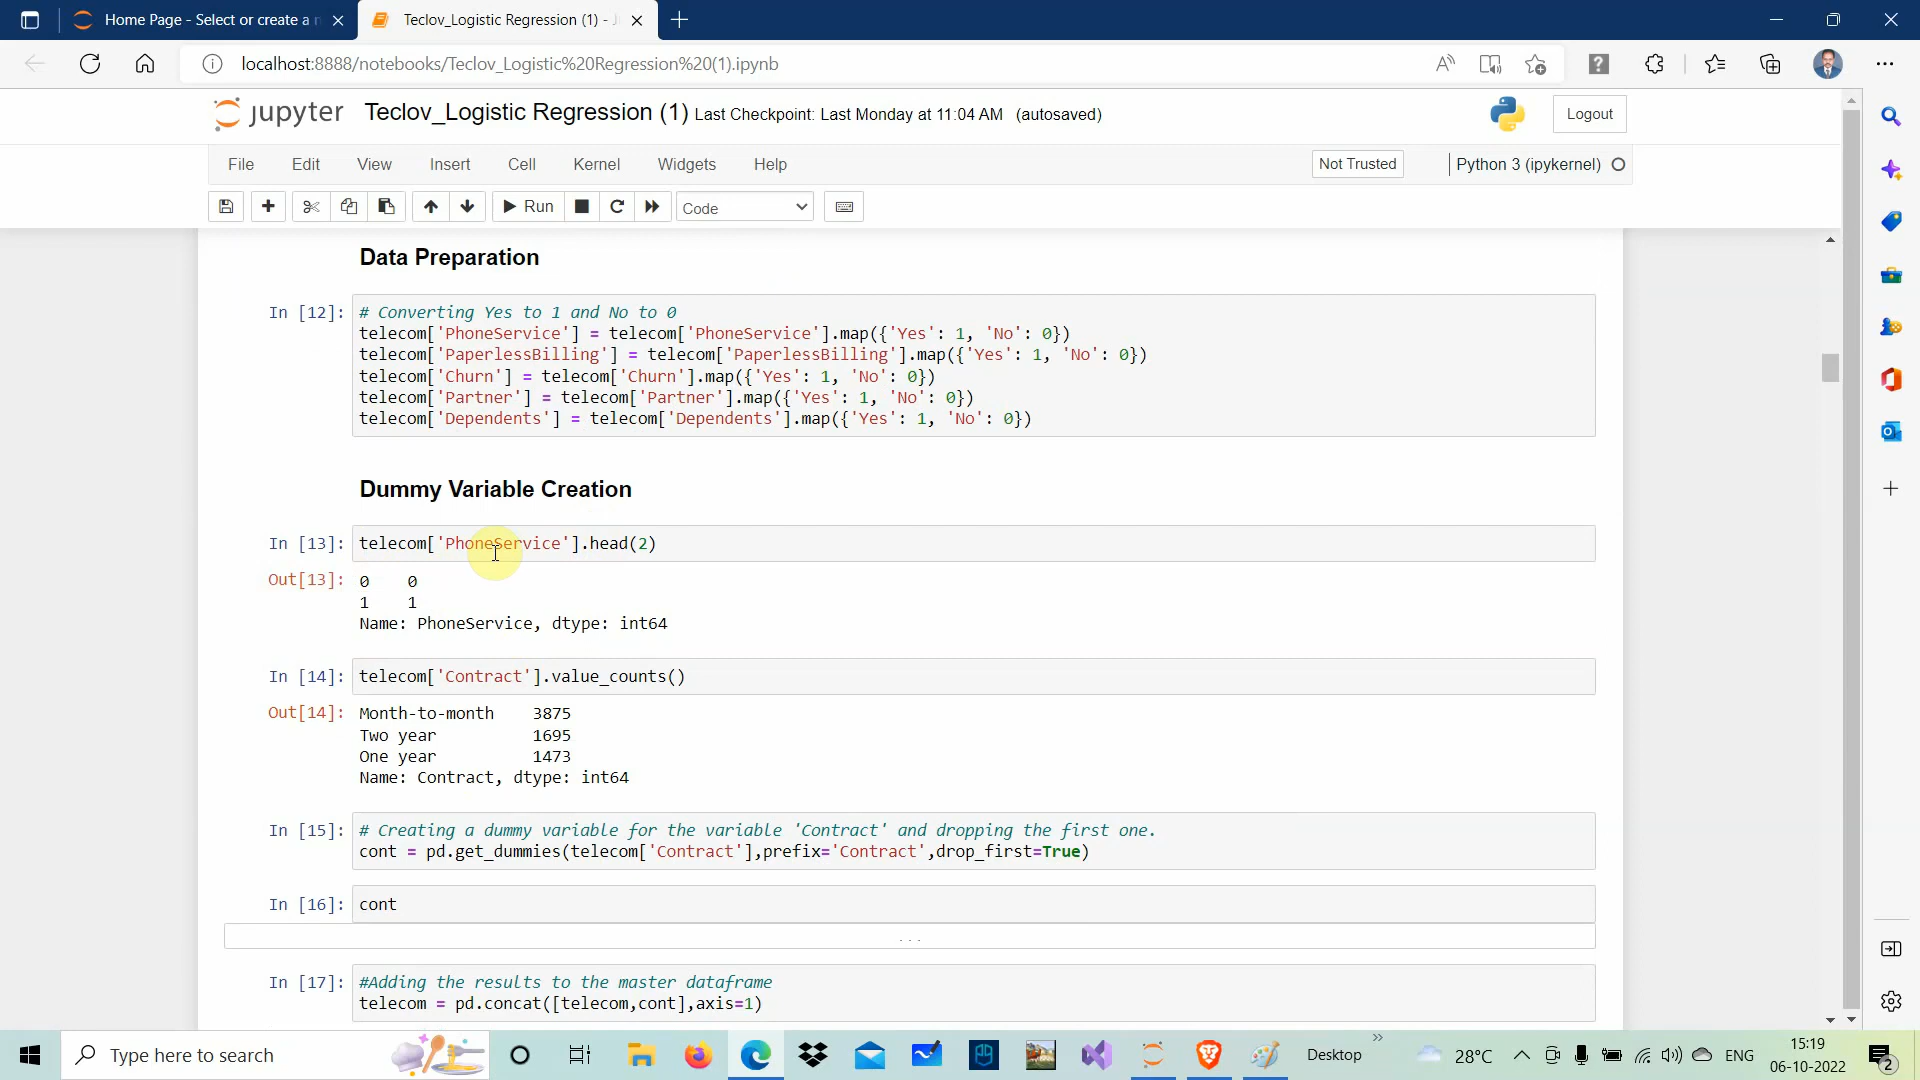 Home Page - Select or create a n
Teclov_Logistic Regression (1) - J
localhost:8888/notebooks/Teclov_Logistic%20Regression%20(1).ipynb
jupyter Teclov_Logistic Regression (1) Last Checkpoint: Last Monday at 11:04 AM (autosaved)
Logout
File Edit View Insert Cell Kernel Widgets Help
Not Trusted
Python 3 (ipykernel)
Run
Code
Data Preparation
In [12]: # Converting Yes to 1 and No to 0
telecom['PhoneService'] = telecom['PhoneService'].map({'Yes': 1, 'No': 0})
telecom['PaperlessBilling'] = telecom['PaperlessBilling'].map({'Yes': 1, 'No': 0})
telecom['Churn'] = telecom['Churn'].map({'Yes': 1, 'No': 0})
telecom['Partner'] = telecom['Partner'].map({'Yes': 1, 'No': 0})
telecom['Dependents'] = telecom['Dependents'].map({'Yes': 1, 'No': 0})
Dummy Variable Creation
In [13]: telecom['PhoneService'].head(2)
Out[13]: 0    0
1    1
Name: PhoneService, dtype: int64
In [14]: telecom['Contract'].value_counts()
Out[14]: Month-to-month    3875
Two year          1695
One year          1473
Name: Contract, dtype: int64
In [15]: # Creating a dummy variable for the variable 'Contract' and dropping the first one.
cont = pd.get_dummies(telecom['Contract'],prefix='Contract',drop_first=True)
In [16]: cont
...
In [17]: #Adding the results to the master dataframe
telecom = pd.concat([telecom,cont],axis=1)
Type here to search
Desktop
28°C
ENG
15:19
06-10-2022
2